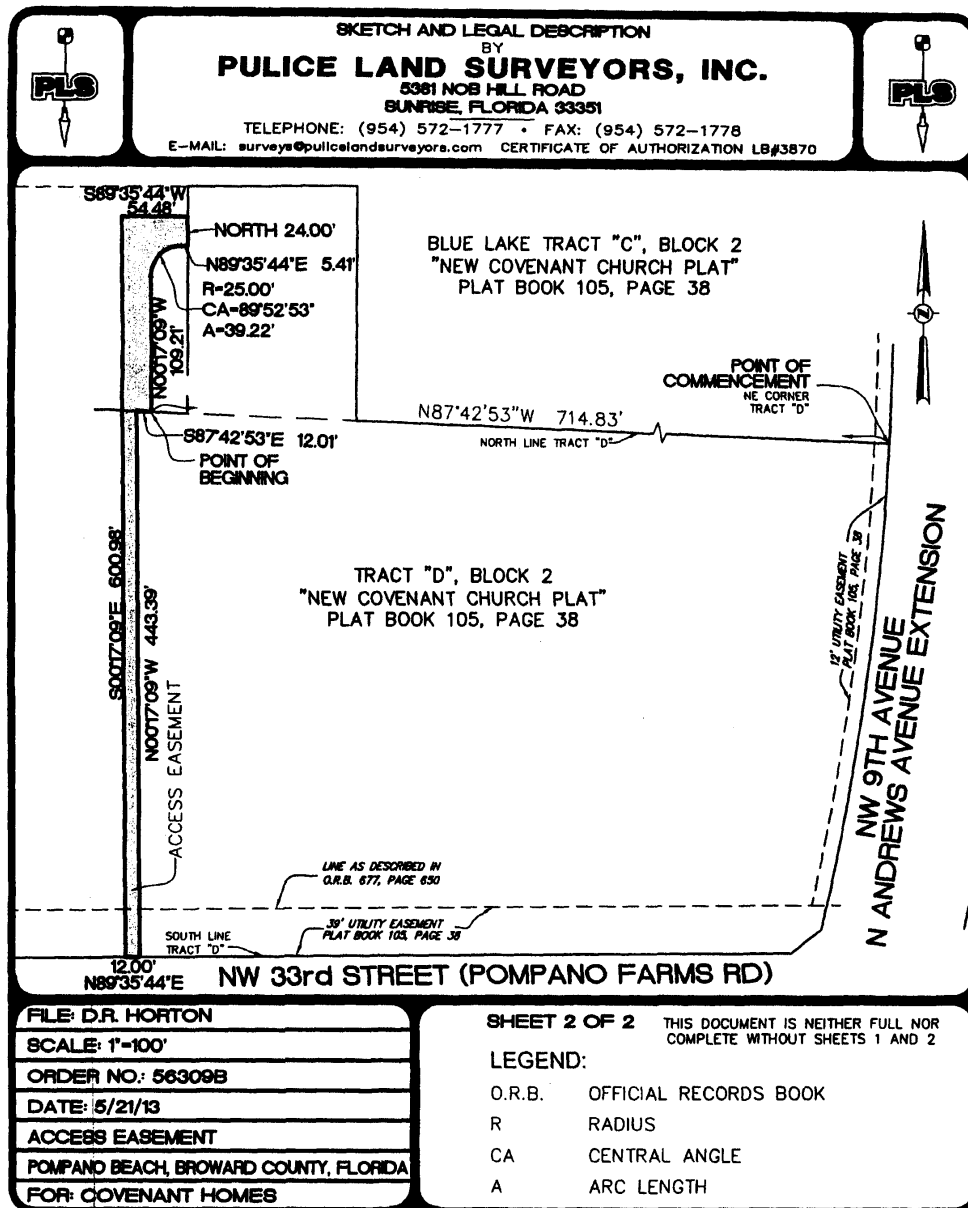 SKETCH AND LEGAL DESCRIPTION
BY
PULICE LAND SURVEYORS, INC.
5381 NOB HILL ROAD
SUNRISE, FLORIDA 33351
TELEPHONE: (954) 572-1777 • FAX: (954) 572-1778
E-MAIL: surveys@pulicelandsurveyors.com CERTIFICATE OF AUTHORIZATION LB#3870
PLS
PLS
S89°35'44"W
54.48'
NORTH 24.00'
N89°35'44"E 5.41'
R=25.00'
CA=89°52'53"
A=39.22'
N00°17'09"W
109.21'
BLUE LAKE TRACT "C", BLOCK 2
"NEW COVENANT CHURCH PLAT"
PLAT BOOK 105, PAGE 38
N
POINT OF
COMMENCEMENT
NE CORNER
TRACT "D"
N87°42'53"W 714.83'
NORTH LINE TRACT "D"
S87°42'53"E 12.01'
POINT OF
BEGINNING
S00°17'09"E 600.98'
N00°17'09"W 443.39'
ACCESS EASEMENT
TRACT "D", BLOCK 2
"NEW COVENANT CHURCH PLAT"
PLAT BOOK 105, PAGE 38
12' UTILITY EASEMENT
PLAT BOOK 105, PAGE 38
NW 9TH AVENUE
N ANDREWS AVENUE EXTENSION
LINE AS DESCRIBED IN
O.R.B. 677, PAGE 650
39' UTILITY EASEMENT
PLAT BOOK 105, PAGE 38
SOUTH LINE
TRACT "D"
12.00'
N89°35'44"E
NW 33rd STREET (POMPANO FARMS RD)
FILE: D.R. HORTON
SCALE: 1"=100'
ORDER NO.: 56309B
DATE: 5/21/13
ACCESS EASEMENT
POMPANO BEACH, BROWARD COUNTY, FLORIDA
FOR: COVENANT HOMES
SHEET 2 OF 2
THIS DOCUMENT IS NEITHER FULL NOR
COMPLETE WITHOUT SHEETS 1 AND 2
LEGEND:
O.R.B. OFFICIAL RECORDS BOOK
R RADIUS
CA CENTRAL ANGLE
A ARC LENGTH